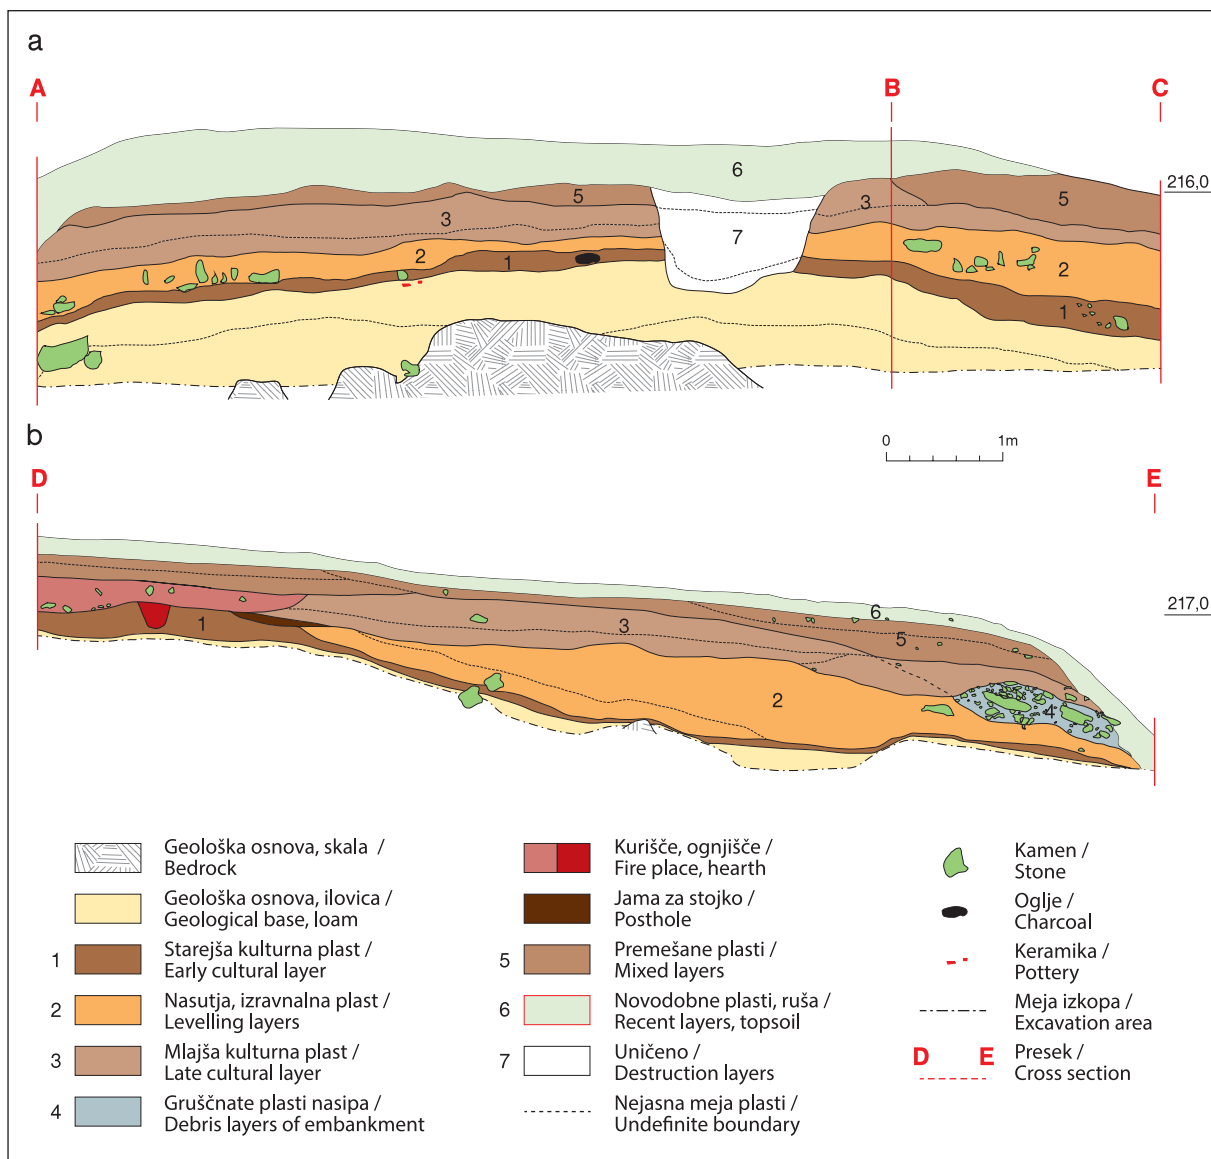 a
A
B
C
6
5
3
3
5
7
2
1
2
1
216,0
b
0 1m
D
E
217,0
6
5
3
1
2
4
Geološka osnova, skala /
Bedrock
Geološka osnova, ilovica /
Geological base, loam
1 Starejša kulturna plast /
Early cultural layer
2 Nasutja, izravnalna plast /
Levelling layers
3 Mlajša kulturna plast /
Late cultural layer
4 Gruščnate plasti nasipa /
Debris layers of embankment
Kurišče, ognjišče /
Fire place, hearth
Jama za stojko /
Posthole
5 Premešane plasti /
Mixed layers
6 Novodobne plasti, ruša /
Recent layers, topsoil
7 Uničeno /
Destruction layers
Nejasna meja plasti /
Undefinite boundary
Kamen /
Stone
Oglje /
Charcoal
Keramika /
Pottery
Meja izkopa /
Excavation area
D E Presek /
Cross section